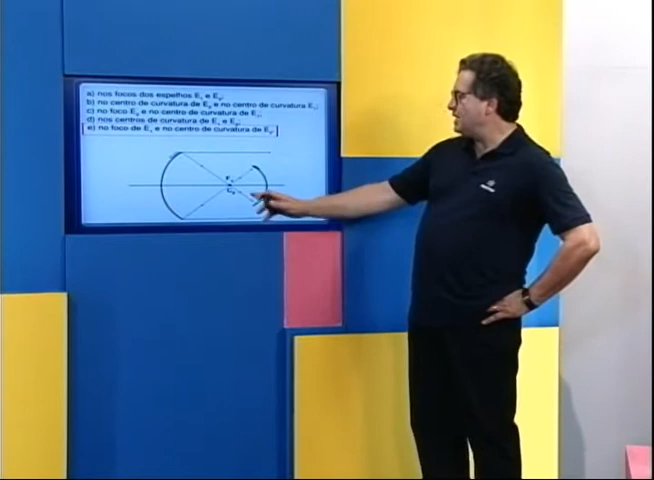 a) nos focos dos espelhos E₁ e E₂;
b) no centro de curvatura de E₂ e no centro de curvatura E₁;
c) no foco E₂ e no centro de curvatura de E₁;
d) nos centros de curvatura de E₁ e E₂;
e) no foco de E₁ e no centro de curvatura de E₂.